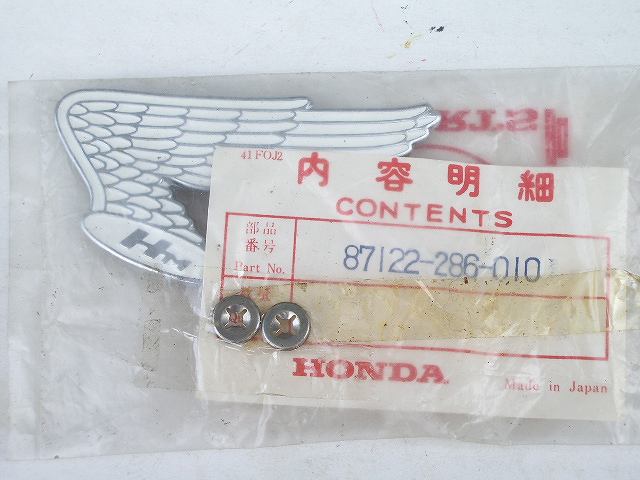 41FOJ2
内容明細
CONTENTS
部品
番号
Part No.
87122-286-010
HONDA
Made in Japan
HM